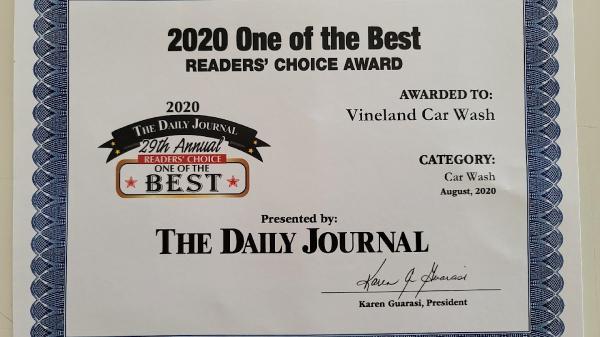 2020 One of the Best
READERS' CHOICE AWARD
2020
THE DAILY JOURNAL
29th Annual
READERS' CHOICE
ONE OF THE
BEST
AWARDED TO:
Vineland Car Wash
CATEGORY:
Car Wash
August, 2020
Presented by:
THE DAILY JOURNAL
Karen J. Guarasi
Karen Guarasi, President